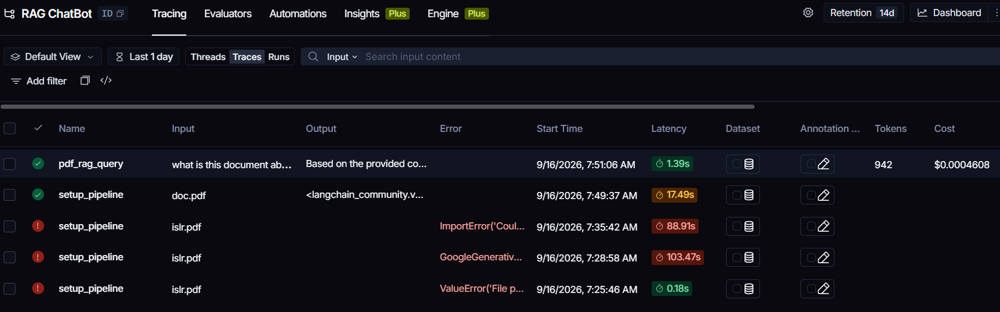 RAG ChatBot ID Tracing Evaluators Automations Insights Plus Engine Plus Retention 14d Dashboard
Default View Last 1 day Threads Traces Runs Input Search input content
Add filter </>
Name Input Output Error Start Time Latency Dataset Annotation ... Tokens Cost
pdf_rag_query what is this document ab... Based on the provided co... 9/16/2026, 7:51:06 AM 1.39s 942 $0.0004608
setup_pipeline doc.pdf <langchain_community.v... 9/16/2026, 7:49:37 AM 17.49s
setup_pipeline islr.pdf ImportError('Coul... 9/16/2026, 7:35:42 AM 88.91s
setup_pipeline islr.pdf GoogleGenerativ... 9/16/2026, 7:28:58 AM 103.47s
setup_pipeline islr.pdf ValueError('File p... 9/16/2026, 7:25:46 AM 0.18s